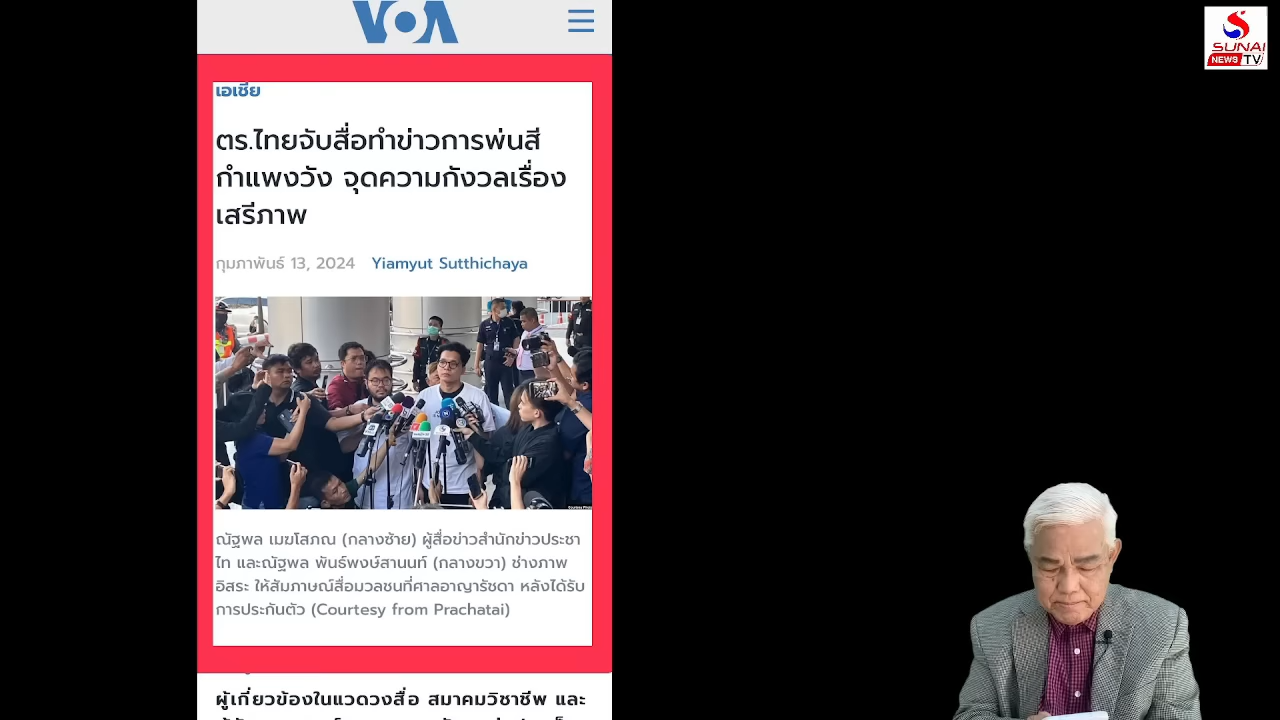 VOA
SUNAI
NEWS TV
เอเชีย
ตร.ไทยจับสื่อทำข่าวการพ่นสี
กำแพงวัง จุดความกังวลเรื่อง
เสรีภาพ
กุมภาพันธ์ 13, 2024 Yiamyut Sutthichaya
ณัฐพล เมฆโสภณ (กลางซ้าย) ผู้สื่อข่าวสำนักข่าวประชา
ไท และณัฐพล พันธ์พงษ์สานนท์ (กลางขวา) ช่างภาพ
อิสระ ให้สัมภาษณ์สื่อมวลชนที่ศาลอาญารัชดา หลังได้รับ
การประกันตัว (Courtesy from Prachatai)
ผู้เกี่ยวข้องในแวดวงสื่อ สมาคมวิชาชีพ และ